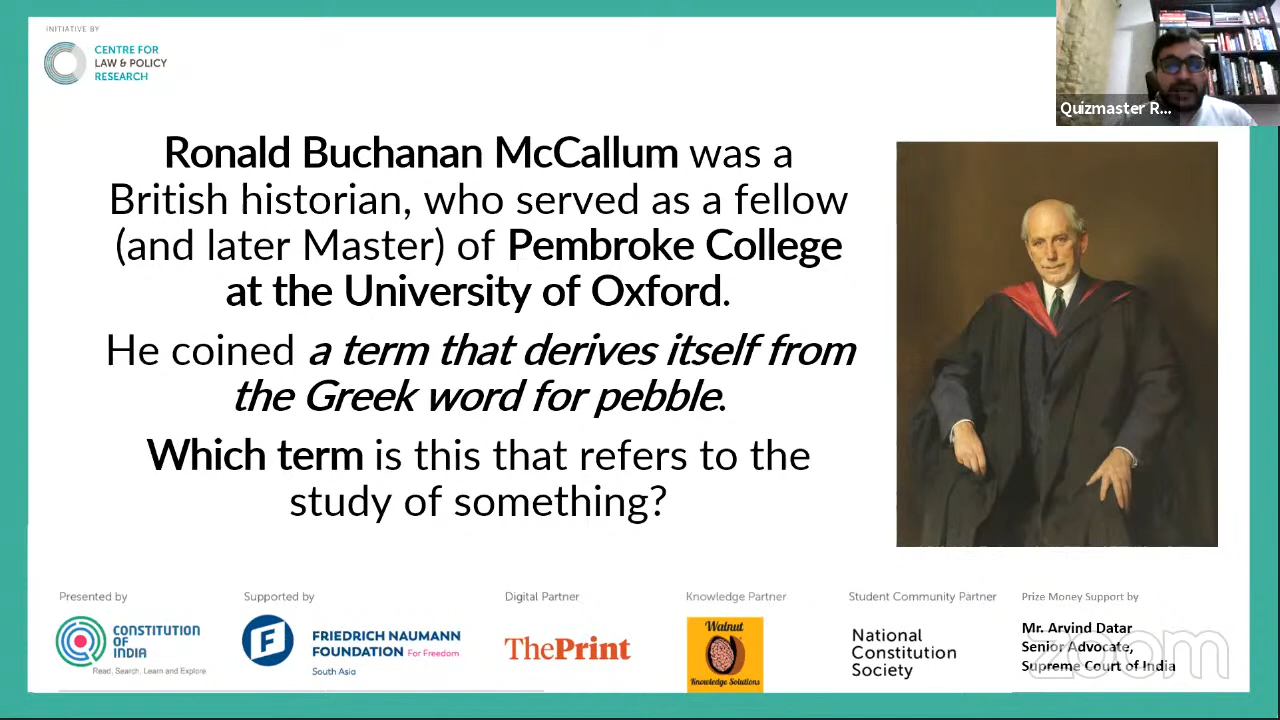 INITIATIVE BY
CENTRE FOR
LAW & POLICY
RESEARCH
Quizmaster R...
Ronald Buchanan McCallum was a
British historian, who served as a fellow
(and later Master) of Pembroke College
at the University of Oxford.
He coined a term that derives itself from
the Greek word for pebble.
Which term is this that refers to the
study of something?
Presented by
CONSTITUTION
OF
INDIA
Read, Search, Learn and Explore
Supported by
FRIEDRICH NAUMANN
FOUNDATION For Freedom
South Asia
Digital Partner
ThePrint
Knowledge Partner
Walnut
Knowledge Solutions
Student Community Partner
National
Constitution
Society
Prize Money Support by
Mr. Arvind Datar
Senior Advocate,
Supreme Court of India
zoom